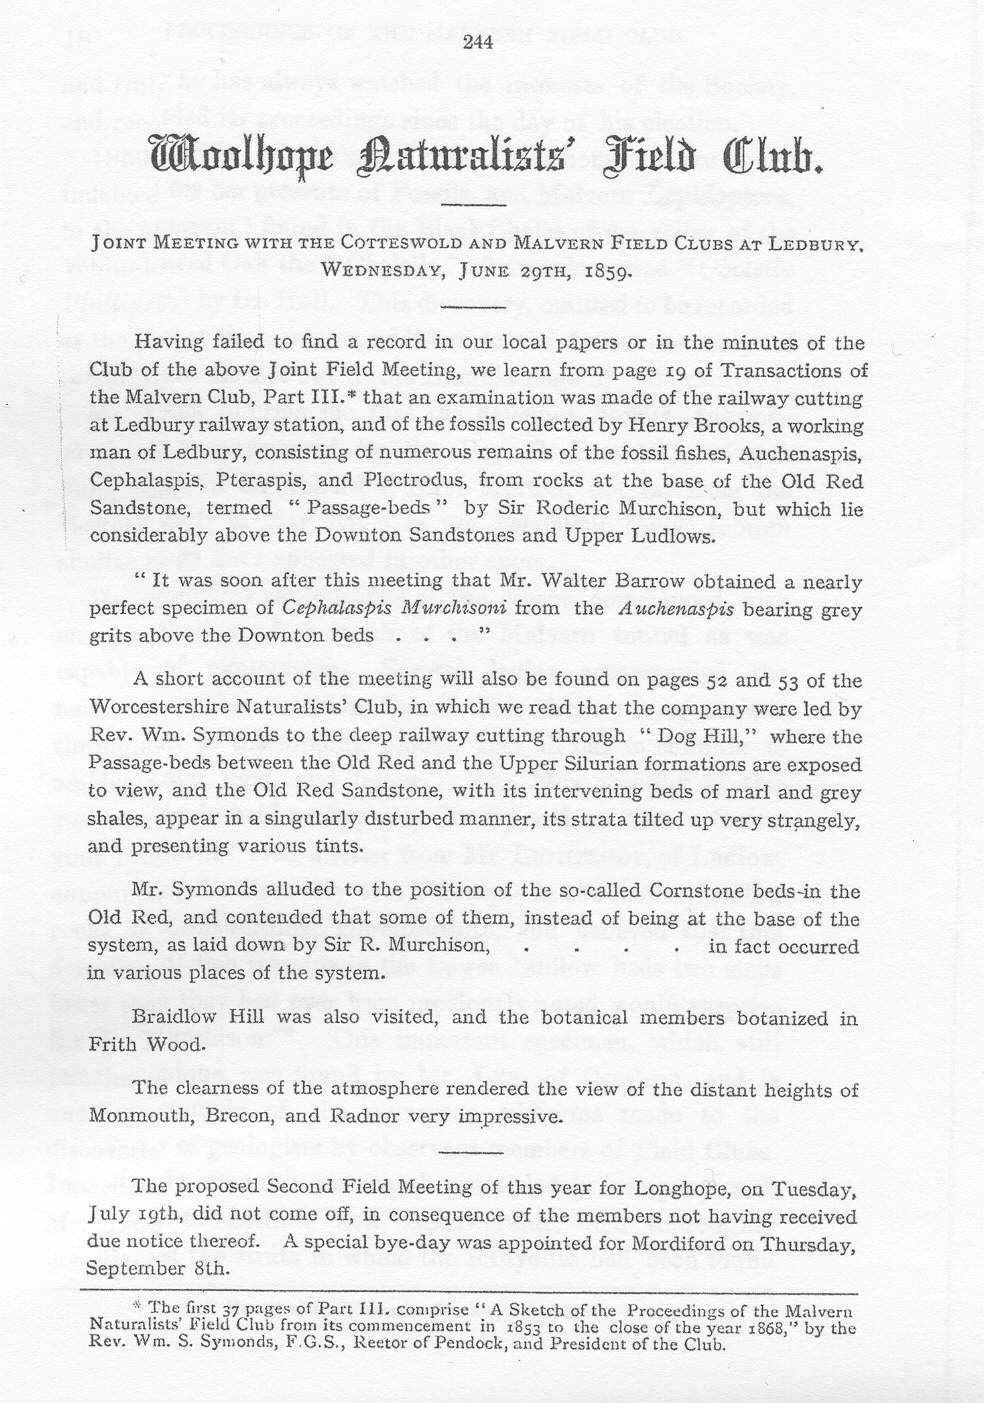 244
Woolhope Naturalists' Field Club.
JOINT MEETING WITH THE COTTESWOLD AND MALVERN FIELD CLUBS AT LEDBURY,
WEDNESDAY, JUNE 29TH, 1859.
Having failed to find a record in our local papers or in the minutes of the
Club of the above Joint Field Meeting, we learn from page 19 of Transactions of
the Malvern Club, Part III.* that an examination was made of the railway cutting
at Ledbury railway station, and of the fossils collected by Henry Brooks, a working
man of Ledbury, consisting of numerous remains of the fossil fishes, Auchenaspis,
Cephalaspis, Pteraspis, and Plectrodus, from rocks at the base of the Old Red
Sandstone, termed " Passage-beds " by Sir Roderic Murchison, but which lie
considerably above the Downton Sandstones and Upper Ludlows.
" It was soon after this meeting that Mr. Walter Barrow obtained a nearly
perfect specimen of Cephalaspis Murchisoni from the Auchenaspis bearing grey
grits above the Downton beds . . . "
A short account of the meeting will also be found on pages 52 and 53 of the
Worcestershire Naturalists' Club, in which we read that the company were led by
Rev. Wm. Symonds to the deep railway cutting through " Dog Hill," where the
Passage-beds between the Old Red and the Upper Silurian formations are exposed
to view, and the Old Red Sandstone, with its intervening beds of marl and grey
shales, appear in a singularly disturbed manner, its strata tilted up very strangely,
and presenting various tints.
Mr. Symonds alluded to the position of the so-called Cornstone beds-in the
Old Red, and contended that some of them, instead of being at the base of the
system, as laid down by Sir R. Murchison, . . . . in fact occurred
in various places of the system.
Braidlow Hill was also visited, and the botanical members botanized in
Frith Wood.
The clearness of the atmosphere rendered the view of the distant heights of
Monmouth, Brecon, and Radnor very impressive.
The proposed Second Field Meeting of this year for Longhope, on Tuesday,
July 19th, did not come off, in consequence of the members not having received
due notice thereof. A special bye-day was appointed for Mordiford on Thursday,
September 8th.
* The first 37 pages of Part III. comprise " A Sketch of the Proceedings of the Malvern
Naturalists' Field Club from its commencement in 1853 to the close of the year 1868," by the
Rev. Wm. S. Symonds, F.G.S., Reetor of Pendock, and President of the Club.